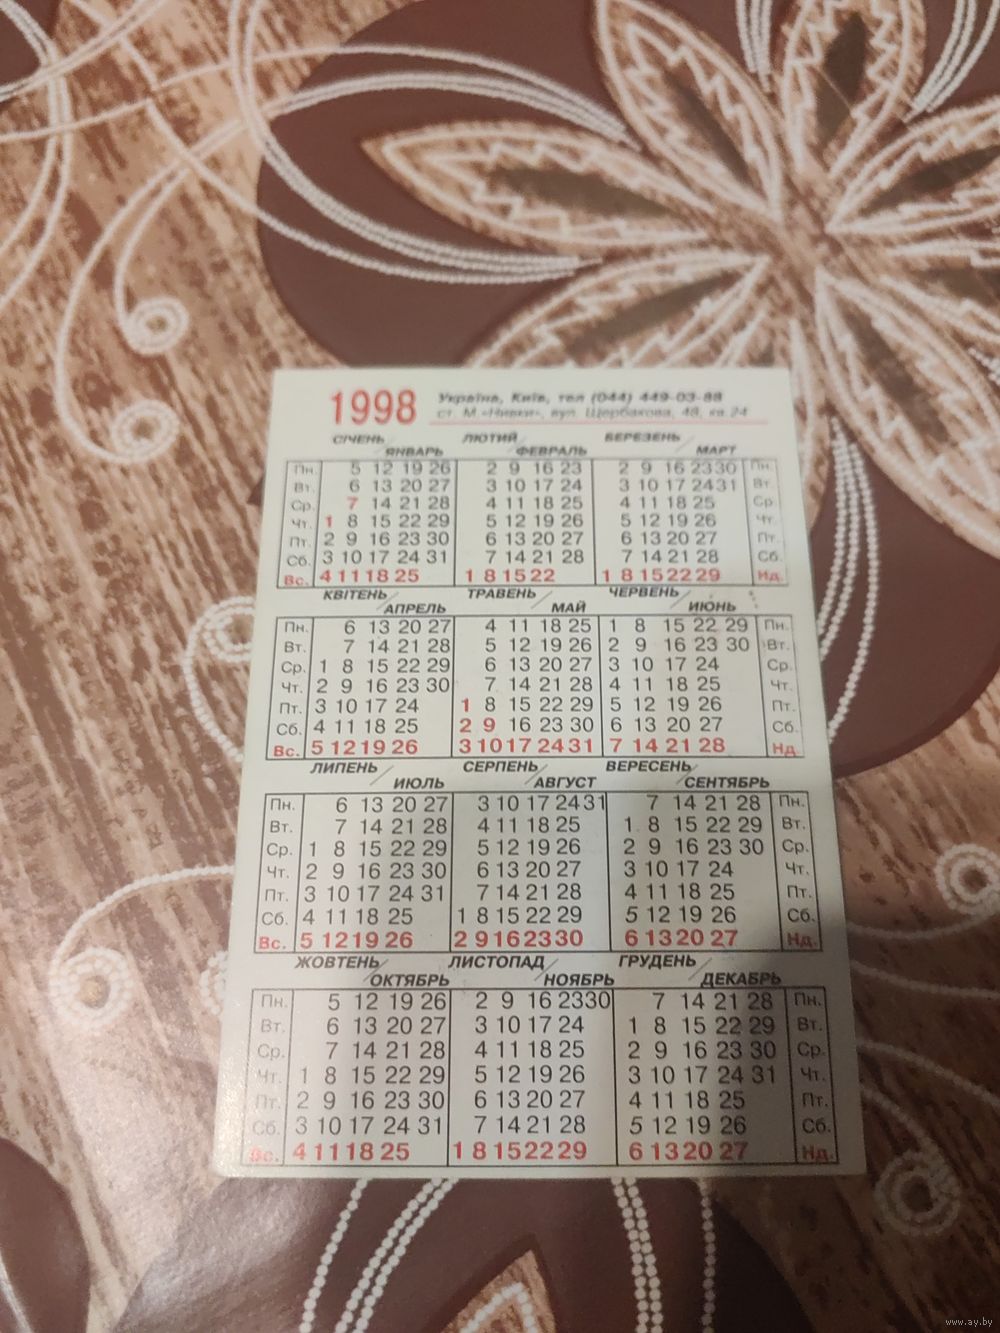 1998 Україна, Київ, тел (044) 449-03-88
ст. М «Нивки», вул. Щербакова, 48, кв. 24
СІЧЕНЬ / ЯНВАРЬ ЛЮТИЙ / ФЕВРАЛЬ БЕРЕЗЕНЬ / МАРТ
Пн. 5 12 19 26 2 9 16 23 2 9 16 23 30 Пн.
Вт. 6 13 20 27 3 10 17 24 3 10 17 24 31 Вт.
Ср. 7 14 21 28 4 11 18 25 4 11 18 25 Ср.
Чт. 1 8 15 22 29 5 12 19 26 5 12 19 26 Чт.
Пт. 2 9 16 23 30 6 13 20 27 6 13 20 27 Пт.
Сб. 3 10 17 24 31 7 14 21 28 7 14 21 28 Сб.
Вс. 4 11 18 25 1 8 15 22 1 8 15 22 29 Нд.
КВІТЕНЬ / АПРЕЛЬ ТРАВЕНЬ / МАЙ ЧЕРВЕНЬ / ИЮНЬ
Пн. 6 13 20 27 4 11 18 25 1 8 15 22 29 Пн.
Вт. 7 14 21 28 5 12 19 26 2 9 16 23 30 Вт.
Ср. 1 8 15 22 29 6 13 20 27 3 10 17 24 Ср.
Чт. 2 9 16 23 30 7 14 21 28 4 11 18 25 Чт.
Пт. 3 10 17 24 1 8 15 22 29 5 12 19 26 Пт.
Сб. 4 11 18 25 2 9 16 23 30 6 13 20 27 Сб.
Вс. 5 12 19 26 3 10 17 24 31 7 14 21 28 Нд.
ЛИПЕНЬ / ИЮЛЬ СЕРПЕНЬ / АВГУСТ ВЕРЕСЕНЬ / СЕНТЯБРЬ
Пн. 6 13 20 27 3 10 17 24 31 7 14 21 28 Пн.
Вт. 7 14 21 28 4 11 18 25 1 8 15 22 29 Вт.
Ср. 1 8 15 22 29 5 12 19 26 2 9 16 23 30 Ср.
Чт. 2 9 16 23 30 6 13 20 27 3 10 17 24 Чт.
Пт. 3 10 17 24 31 7 14 21 28 4 11 18 25 Пт.
Сб. 4 11 18 25 1 8 15 22 29 5 12 19 26 Сб.
Вс. 5 12 19 26 2 9 16 23 30 6 13 20 27 Нд.
ЖОВТЕНЬ / ОКТЯБРЬ ЛИСТОПАД / НОЯБРЬ ГРУДЕНЬ / ДЕКАБРЬ
Пн. 5 12 19 26 2 9 16 23 30 7 14 21 28 Пн.
Вт. 6 13 20 27 3 10 17 24 1 8 15 22 29 Вт.
Ср. 7 14 21 28 4 11 18 25 2 9 16 23 30 Ср.
Чт. 1 8 15 22 29 5 12 19 26 3 10 17 24 31 Чт.
Пт. 2 9 16 23 30 6 13 20 27 4 11 18 25 Пт.
Сб. 3 10 17 24 31 7 14 21 28 5 12 19 26 Сб.
Вс. 4 11 18 25 1 8 15 22 29 6 13 20 27 Нд.
www.ay.by